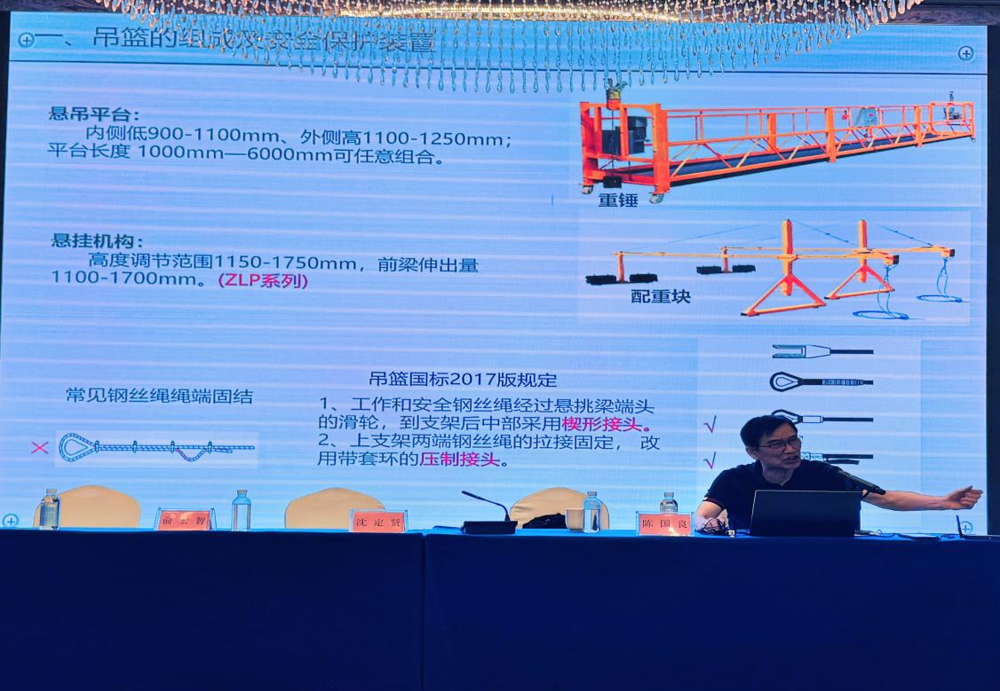 一、吊篮的组成及安全保护装置
悬吊平台：
内侧低900-1100mm、外侧高1100-1250mm；
平台长度 1000mm—6000mm可任意组合。
重锤
悬挂机构：
高度调节范围1150-1750mm，前梁伸出量
1100-1700mm。(ZLP系列)
配重块
常见钢丝绳绳端固结
吊篮国标2017版规定
1、工作和安全钢丝绳经过悬挑梁端头
的滑轮，到支架后中部采用楔形接头。
2、上支架两端钢丝绳的拉接固定， 改
用带套环的压制接头。
俞宏智
沈定贤
陈国良